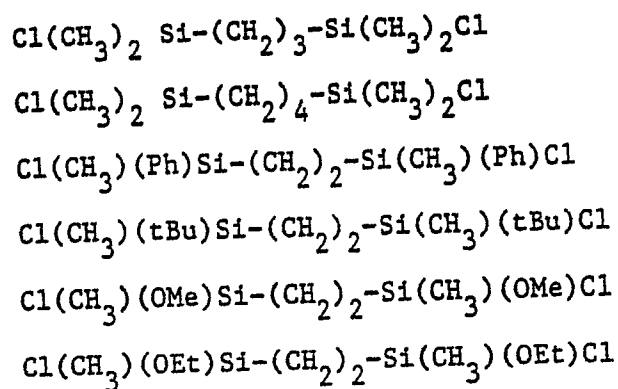 Cl(CH₃)₂ Si-(CH₂)₃-Si(CH₃)₂Cl
Cl(CH₃)₂ Si-(CH₂)₄-Si(CH₃)₂Cl
Cl(CH₃)(Ph)Si-(CH₂)₂-Si(CH₃)(Ph)Cl
Cl(CH₃)(tBu)Si-(CH₂)₂-Si(CH₃)(tBu)Cl
Cl(CH₃)(OMe)Si-(CH₂)₂-Si(CH₃)(OMe)Cl
Cl(CH₃)(OEt)Si-(CH₂)₂-Si(CH₃)(OEt)Cl